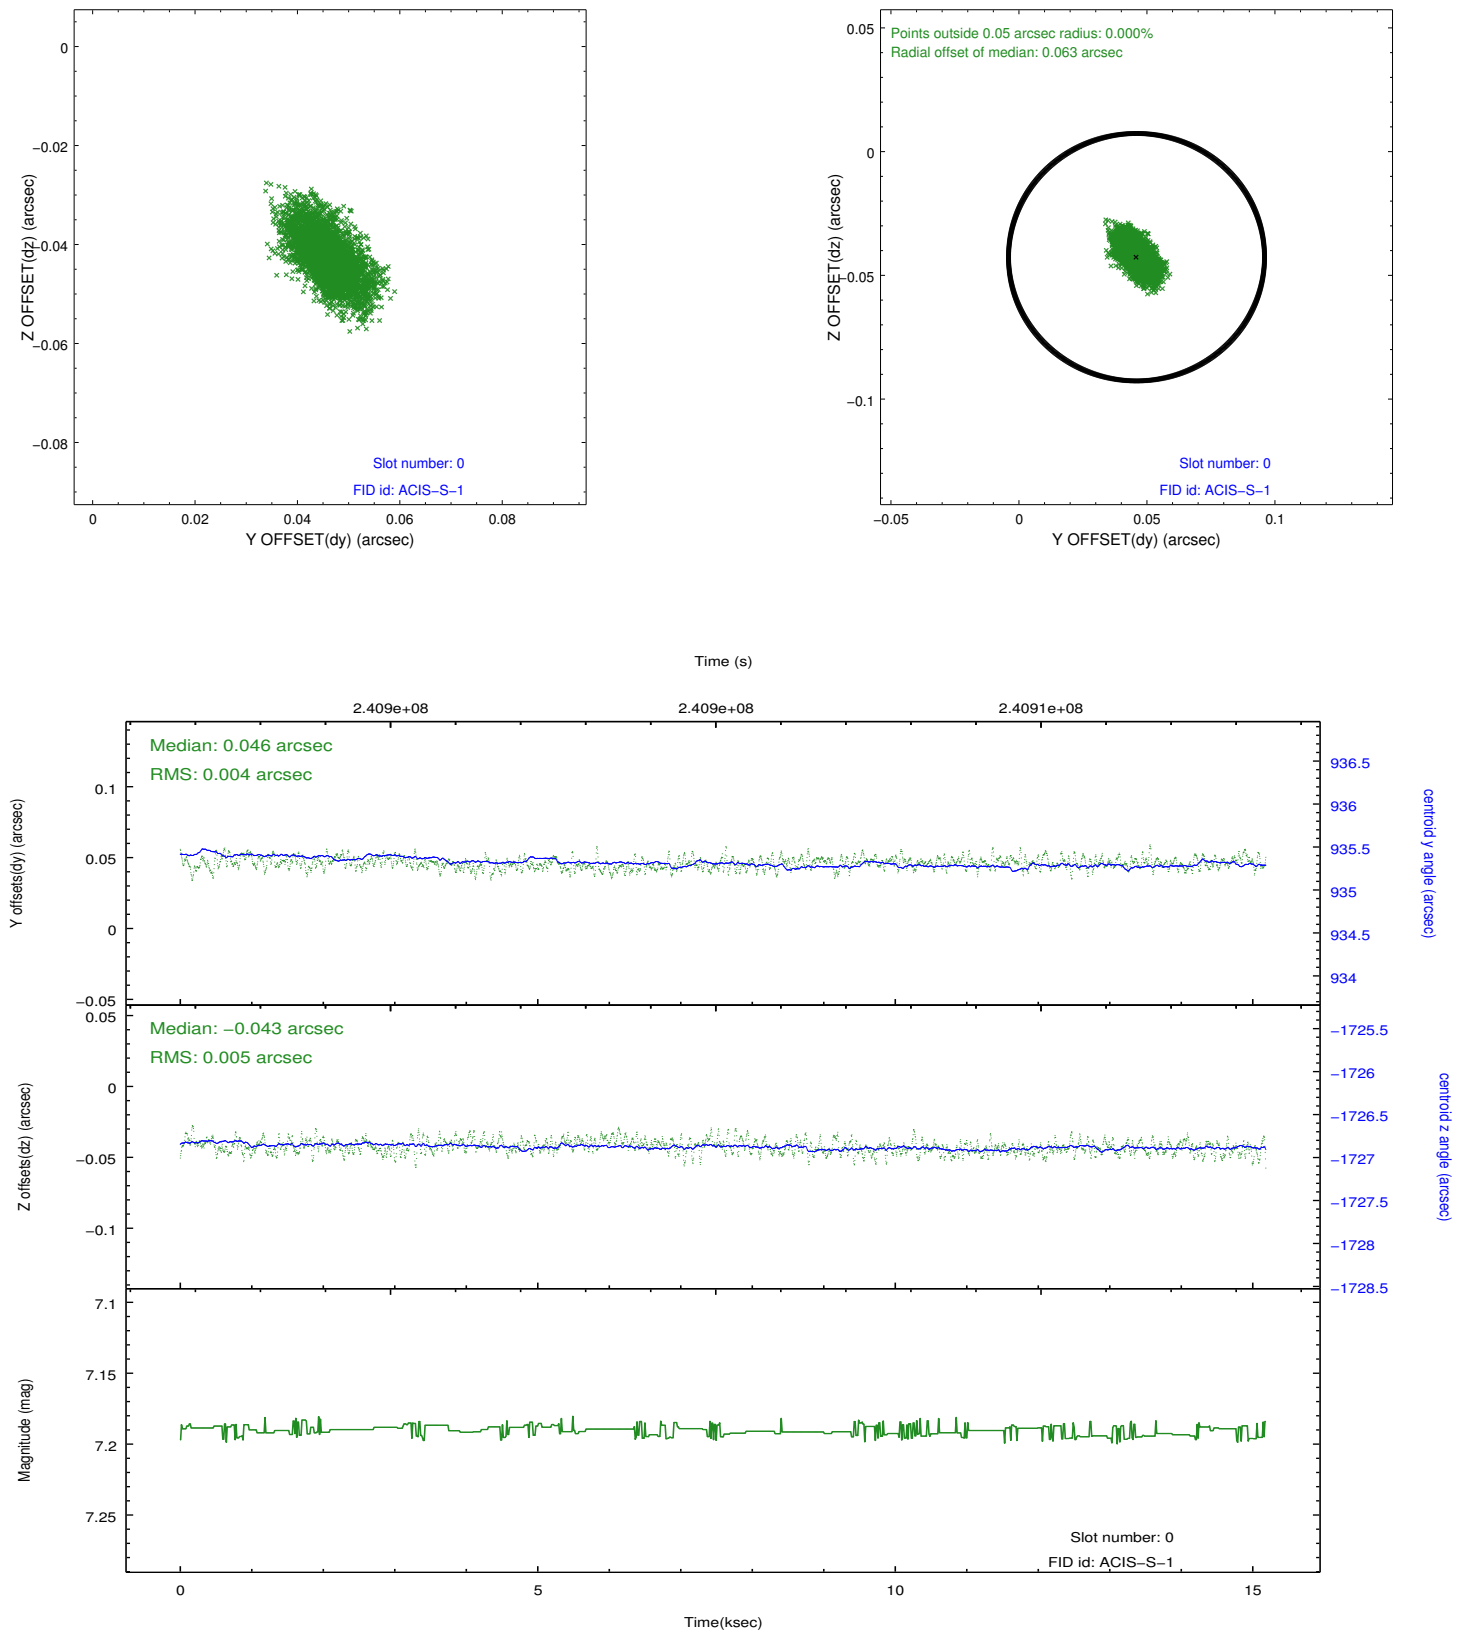 0
−0.02
−0.04
−0.06
−0.08
Z OFFSET(dz) (arcsec)
Slot number: 0
FID id: ACIS−S−1
0
0.02
0.04
0.06
0.08
Y OFFSET(dy) (arcsec)
Points outside 0.05 arcsec radius: 0.000%
Radial offset of median: 0.063 arcsec
0.05
0
−0.05
−0.1
Z OFFSET(dz) (arcsec)
Slot number: 0
FID id: ACIS−S−1
−0.05
0
0.05
0.1
Y OFFSET(dy) (arcsec)
Time (s)
2.409e+08
2.409e+08
2.4091e+08
Median: 0.046 arcsec
RMS: 0.004 arcsec
0.1
0.05
0
−0.05
Y offsets(dy) (arcsec)
936.5
936
935.5
935
934.5
934
centroid y angle (arcsec)
Median: −0.043 arcsec
RMS: 0.005 arcsec
0.05
0
−0.05
−0.1
Z offsets(dz) (arcsec)
−1725.5
−1726
−1726.5
−1727
−1727.5
−1728
−1728.5
centroid z angle (arcsec)
7.1
7.15
7.2
7.25
Magnitude (mag)
Slot number: 0
FID id: ACIS−S−1
0
5
10
15
Time(ksec)